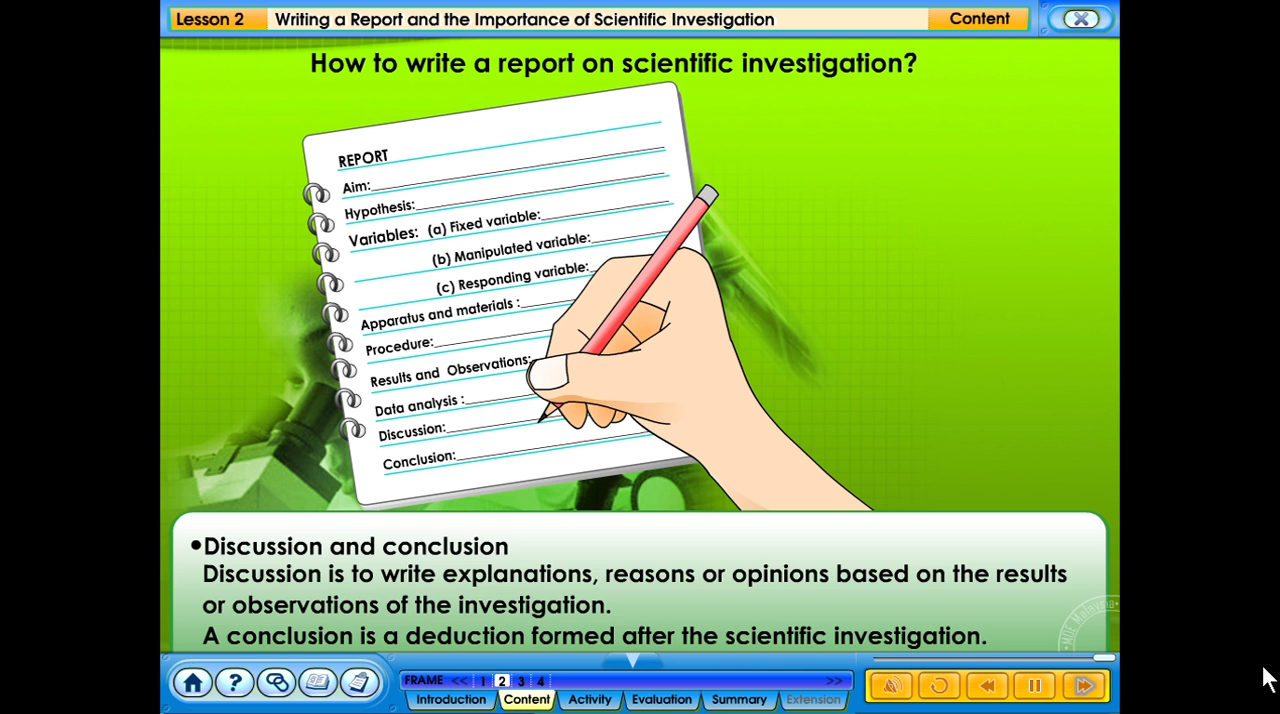 Lesson 2 Writing a Report and the Importance of Scientific Investigation Content
How to write a report on scientific investigation?
REPORT
Aim:
Hypothesis:
Variables: (a) Fixed variable:
(b) Manipulated variable:
(c) Responding variable:
Apparatus and materials :
Procedure:
Results and Observations:
Data analysis :
Discussion:
Conclusion:
•Discussion and conclusion
Discussion is to write explanations, reasons or opinions based on the results
or observations of the investigation.
A conclusion is a deduction formed after the scientific investigation.
MOE Malaysia
FRAME << 1 2 3 4 >>
Introduction Content Activity Evaluation Summary Extension